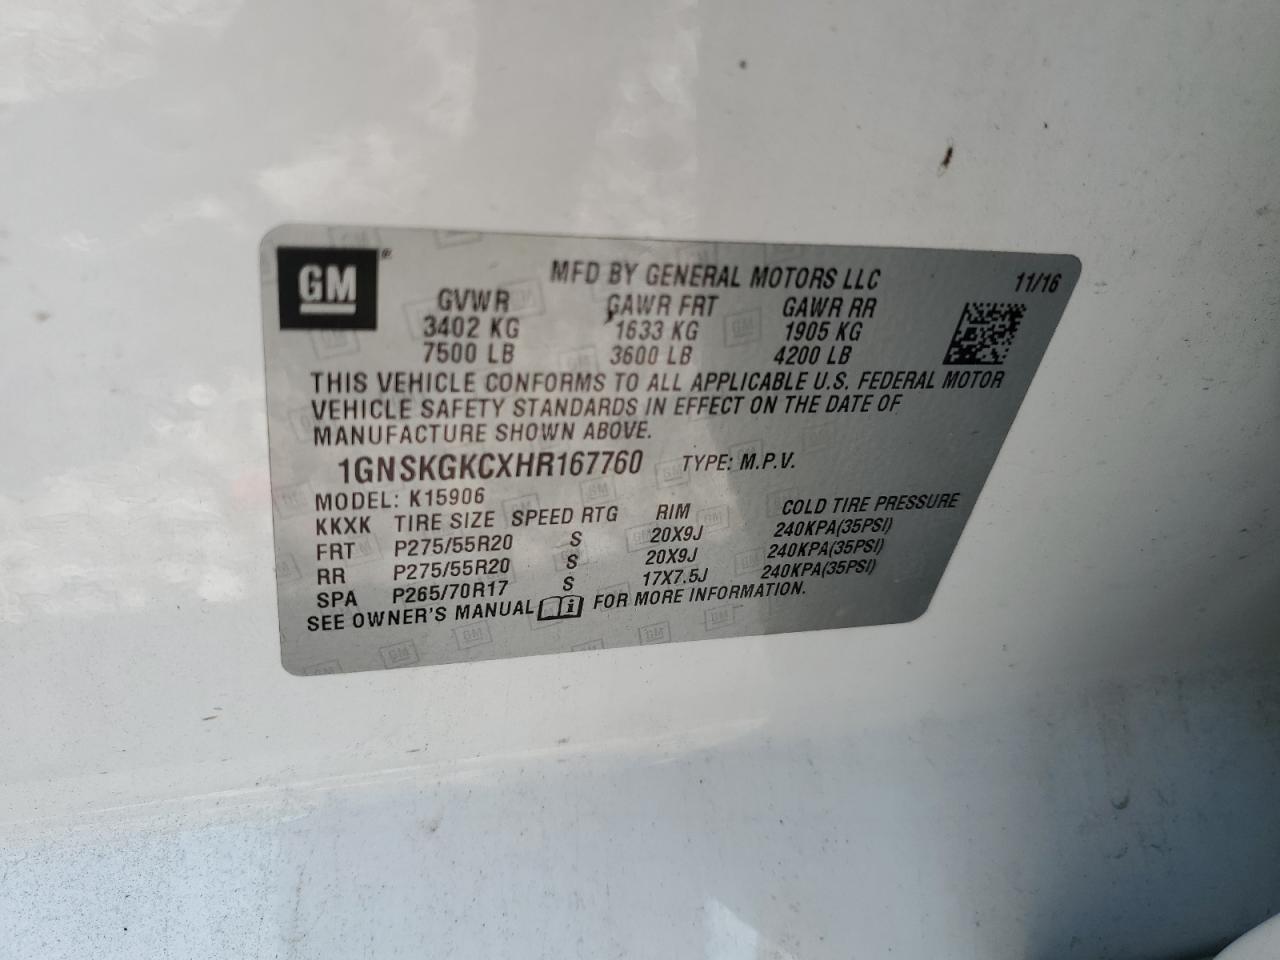 GM®
MFD BY GENERAL MOTORS LLC 11/16
GVWR GAWR FRT GAWR RR
3402 KG 1633 KG 1905 KG
7500 LB 3600 LB 4200 LB
THIS VEHICLE CONFORMS TO ALL APPLICABLE U.S. FEDERAL MOTOR
VEHICLE SAFETY STANDARDS IN EFFECT ON THE DATE OF
MANUFACTURE SHOWN ABOVE.
1GNSKGKCXHR167760 TYPE: M.P.V.
MODEL: K15906
KKXK TIRE SIZE SPEED RTG RIM COLD TIRE PRESSURE
FRT P275/55R20 S 20X9J 240KPA(35PSI)
RR P275/55R20 S 20X9J 240KPA(35PSI)
SPA P265/70R17 S 17X7.5J 240KPA(35PSI)
SEE OWNER'S MANUAL i FOR MORE INFORMATION.